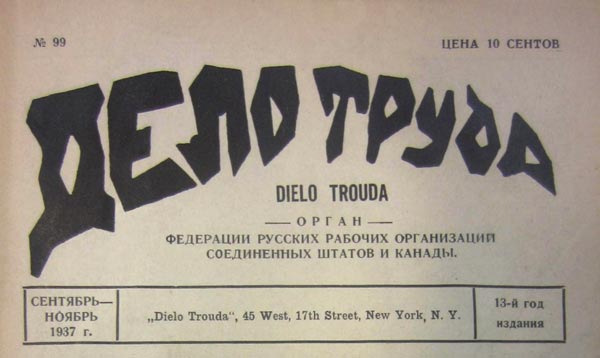 № 99
ЦЕНА 10 СЕНТОВ
ДЕЛО ТРУДА
DIELO TROUDA
— ОРГАН —
ФЕДЕРАЦИИ РУССКИХ РАБОЧИХ ОРГАНИЗАЦИЙ
СОЕДИНЕННЫХ ШТАТОВ И КАНАДЫ.
СЕНТЯБРЬ—
НОЯБРЬ
1937 г.
„Dielo Trouda“, 45 West, 17th Street, New York, N. Y.
13-й год
издания